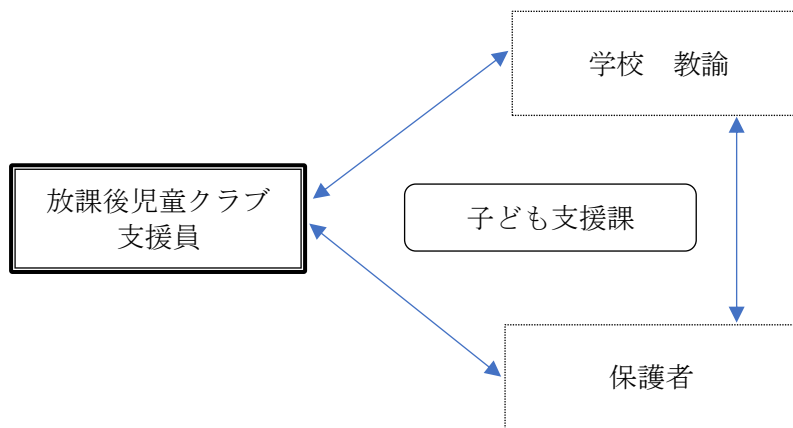 学校　教諭
放課後児童クラブ
支援員
子ども支援課
保護者